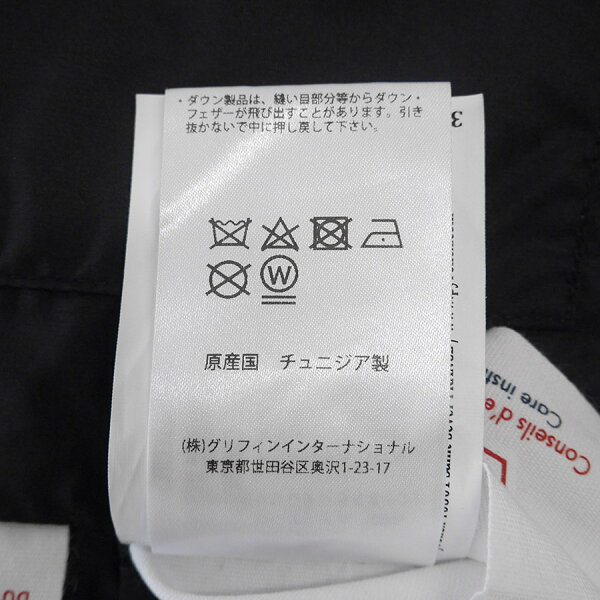 ・ダウン製品は、縫い目部分等からダウン・
フェザーが飛び出すことがあります。引き
抜かないで中に押し戻して下さい。
3
W
原産国 チュニジア製
(株)グリフィンインターナショナル
東京都世田谷区奥沢1-23-17
Conseils d'e
Care inst